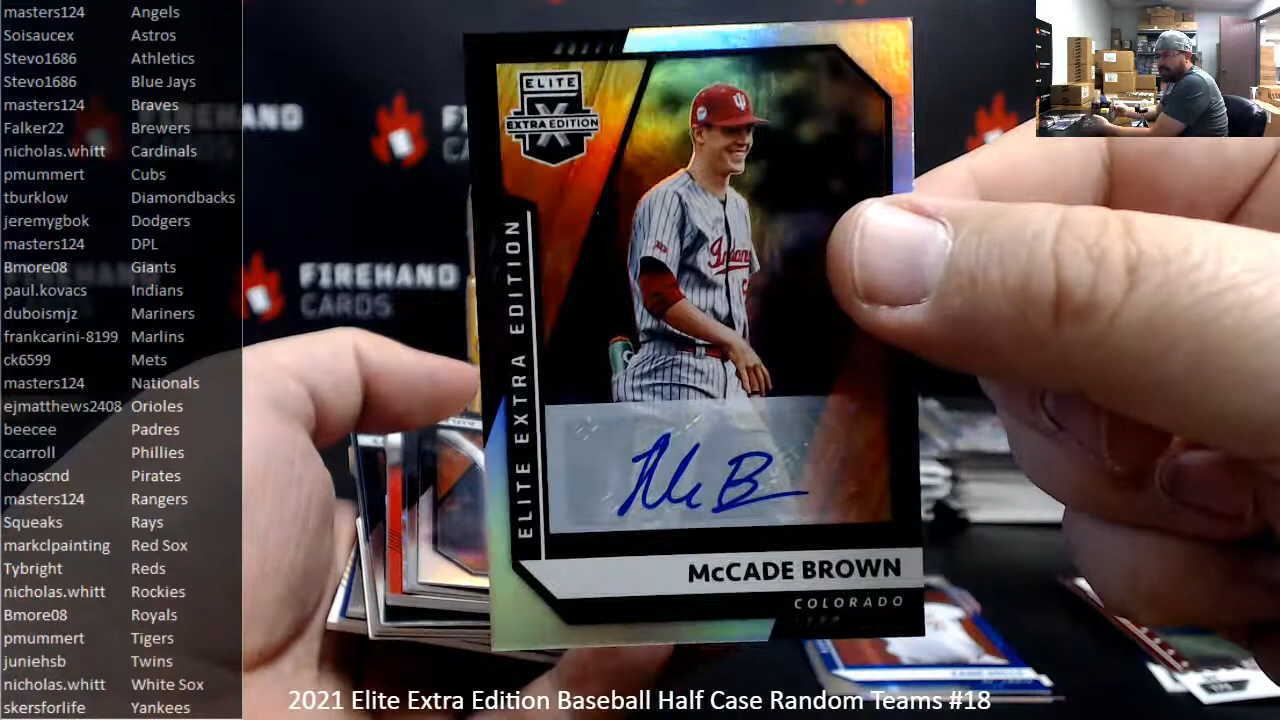 masters124 Angels
Soisaucex Astros
Stevo1686 Athletics
Stevo1686 Blue Jays
masters124 Braves
Falker22 Brewers
nicholas.whitt Cardinals
pmummert Cubs
tburklow Diamondbacks
jeremygbok Dodgers
masters124 DPL
Bmore08 Giants
paul.kovacs Indians
duboismjz Mariners
frankcarini-8199 Marlins
ck6599 Mets
masters124 Nationals
ejmatthews2408 Orioles
beecee Padres
ccarroll Phillies
chaoscnd Pirates
masters124 Rangers
Squeaks Rays
markclpainting Red Sox
Tybright Reds
nicholas.whitt Rockies
Bmore08 Royals
pmummert Tigers
juniehsb Twins
nicholas.whitt White Sox
skersforlife Yankees
FIREHAND
CARDS
ELITE
X
EXTRA EDITION
ELITE EXTRA EDITION
Indiana
McCADE BROWN
COLORADO
2021 Elite Extra Edition Baseball Half Case Random Teams #18